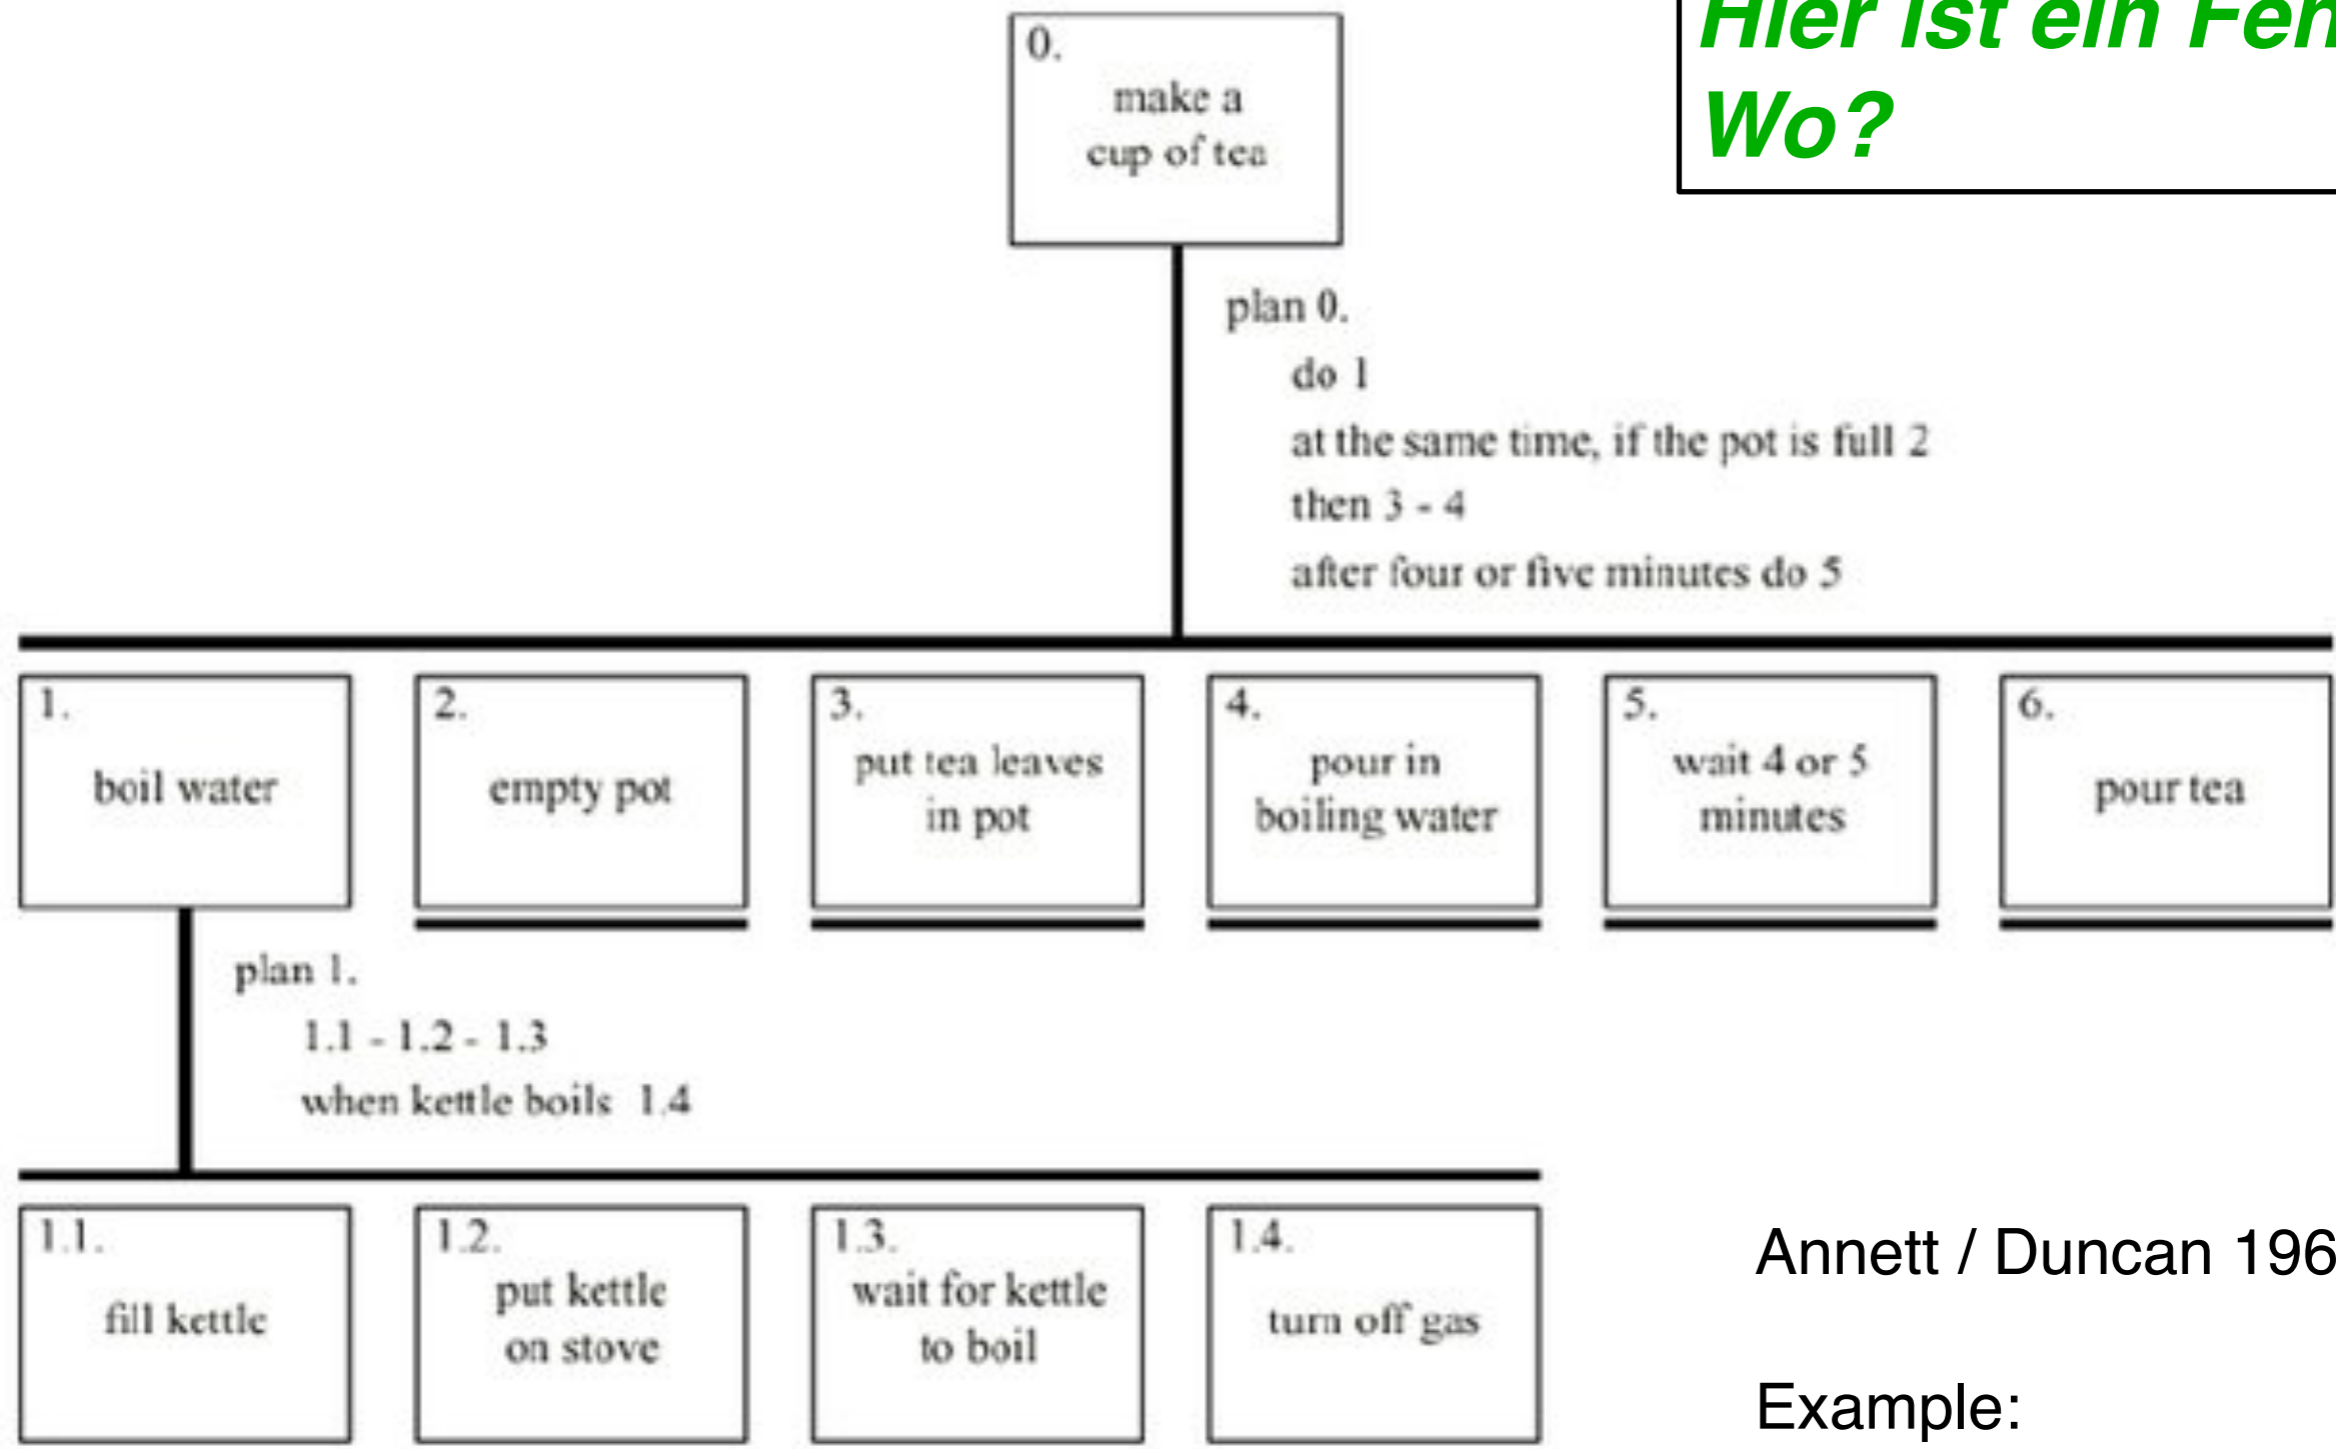 Hier ist ein
Wo?
0.
make a
cup of tea
plan 0.
do 1
at the same time, if the pot is full 2
then 3 - 4
after four or five minutes do 5
1.
boil water
2.
empty pot
3.
put tea leaves
in pot
4.
pour in
boiling water
5.
wait 4 or 5
minutes
6.
pour tea
plan 1.
1.1 - 1.2 - 1.3
when kettle boils 1.4
1.1.
fill kettle
1.2.
put kettle
on stove
1.3.
wait for kettle
to boil
1.4.
turn off gas
Annett / Duncan 196
Example: